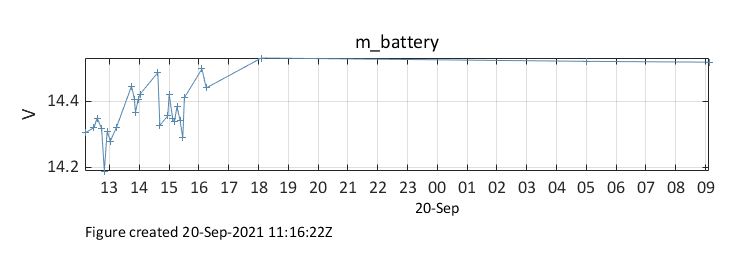 m_battery
V
14.4
14.2
13 14 15 16 17 18 19 20 21 22 23 00 01 02 03 04 05 06 07 08 09
20-Sep
Figure created 20-Sep-2021 11:16:22Z